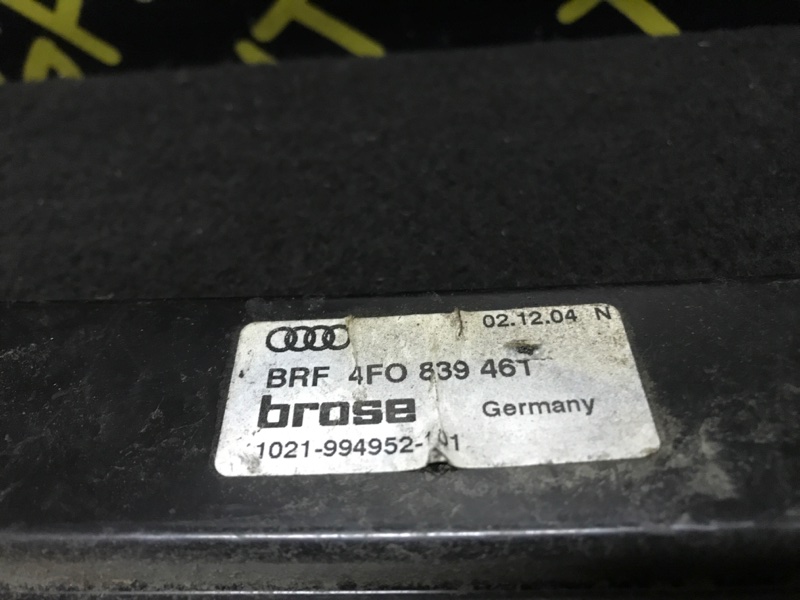 02.12.04 N
BRF 4F0 839 461
brose Germany
1021-994952-101